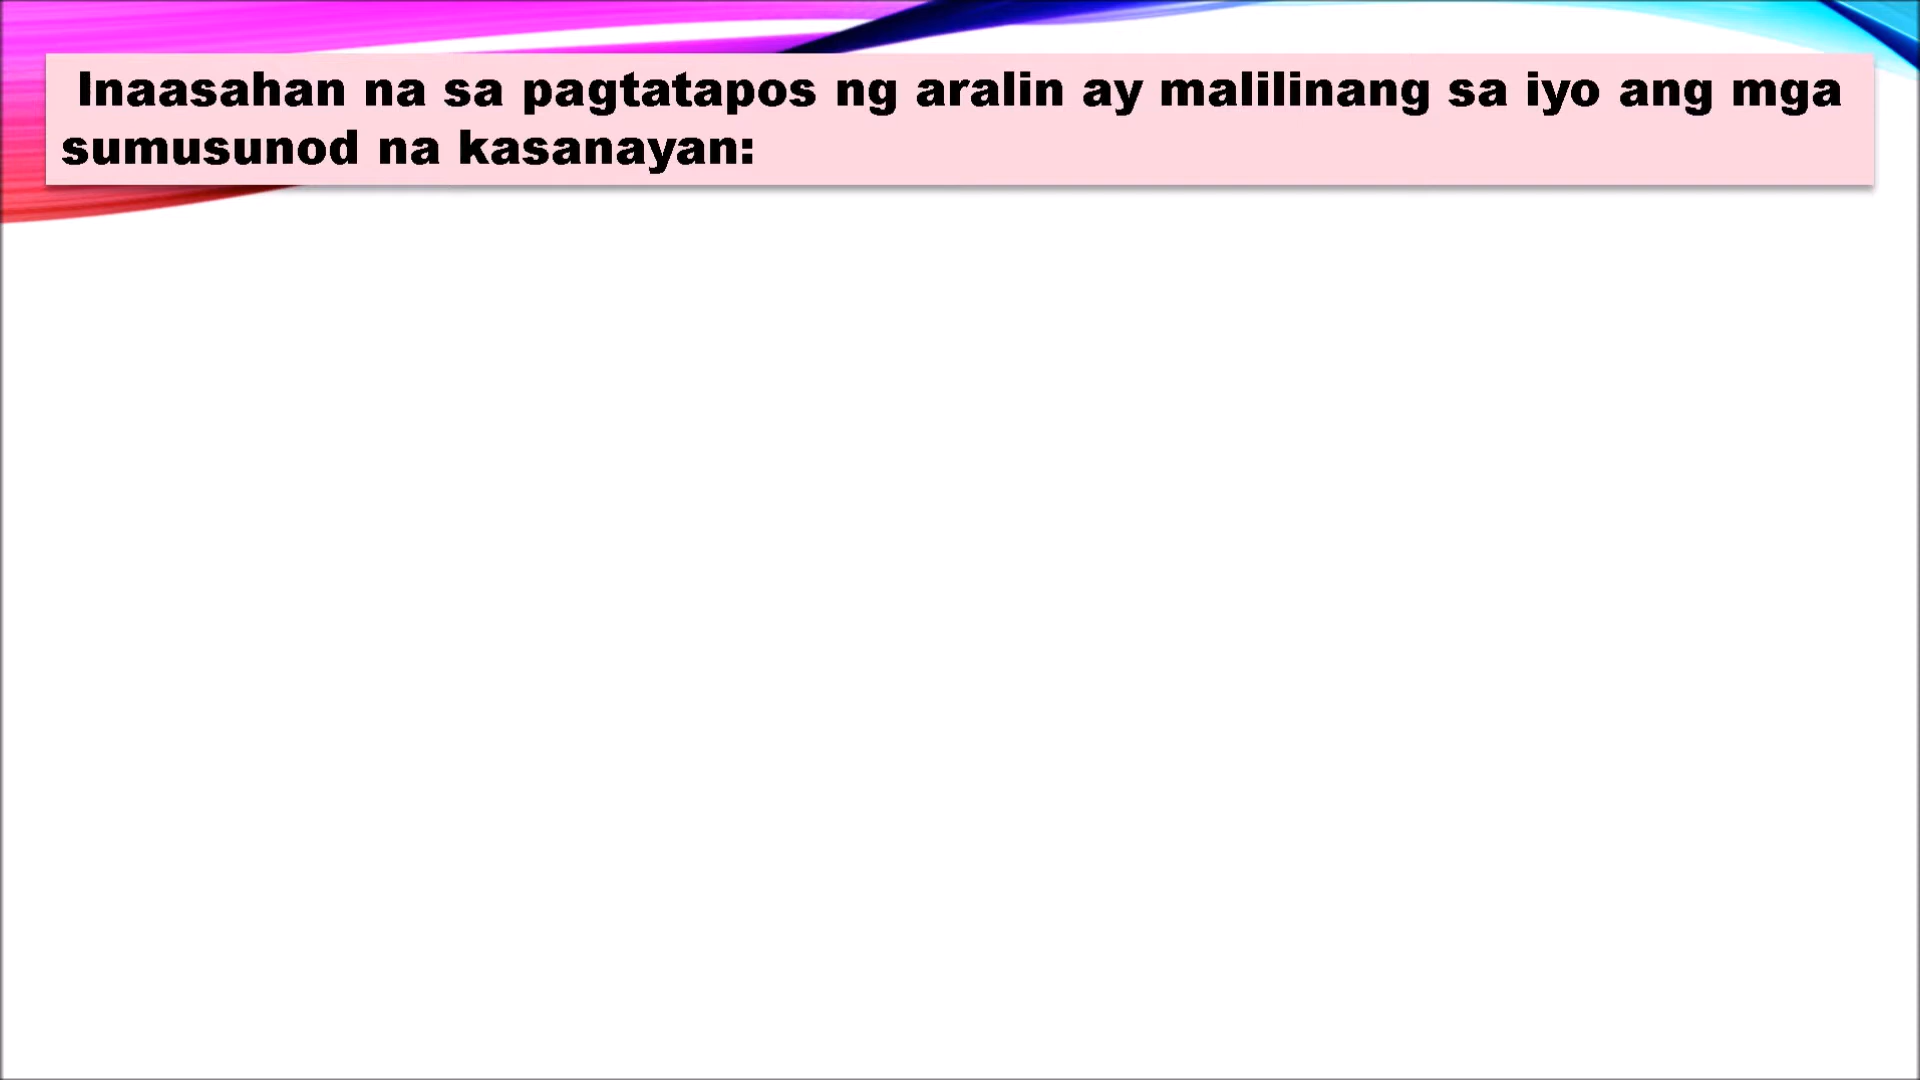 Inaasahan na sa pagtatapos ng aralin ay malilinang sa iyo ang mga
sumusunod na kasanayan: